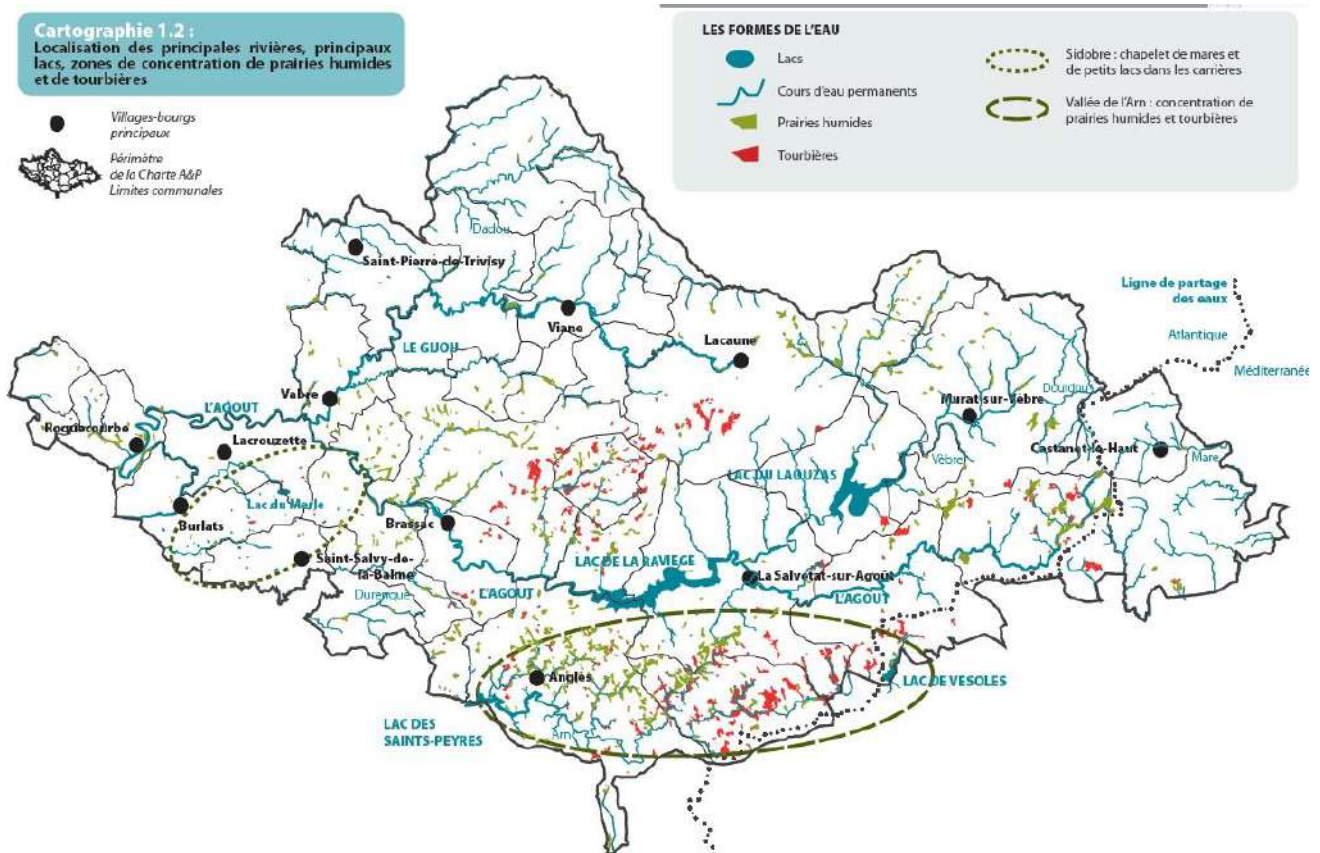 Cartographie 1.2 :
Localisation des principales rivières, principaux
lacs, zones de concentration de prairies humides
et de tourbières
Villages-bourgs
principaux
Périmètre
de la Charte A&P
Limites communales
LES FORMES DE L'EAU
Lacs
Cours d'eau permanents
Prairies humides
Tourbières
Sidobre : chapelet de mares et
de petits lacs dans les carrières
Vallée de l'Arn : concentration de
prairies humides et tourbières
Dadou
Saint-Pierre-de-Trivisy
Ligne de partage
des eaux
Atlantique
Méditerranée
Viane
LE GIJOU
Lacaune
Vabre
L'AGOUT
Dourdou
Murat-sur-Vèbre
Roquecourbe
Lacrouzette
Castanet-le-Haut
Mare
Vèbre
LAC DU LAOUZAS
Lac du Merle
Burlats
Brassac
Saint-Salvy-de-
la-Balme
LAC DE LA RAVIEGE
La Salvetat-sur-Agoût
Durenque
L'AGOUT
L'AGOUT
Anglès
LAC DE VESOLES
LAC DES
SAINTS-PEYRES
Arn